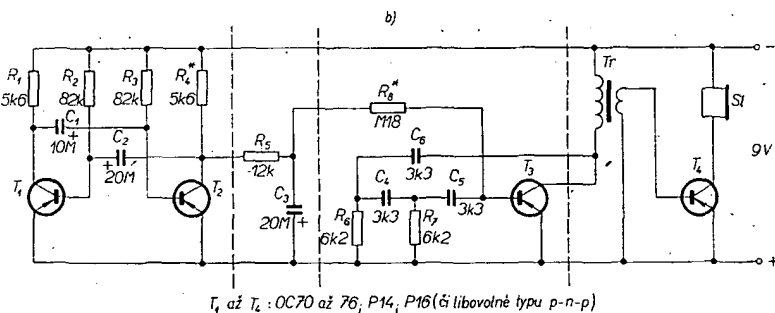 b)
R₁
5k6
R₂
82k
R₃
82k
R₄*
5k6
C₁
+
10M
C₂
+
20M
T₁
T₂
R₅
12k
C₃
20M +
R₈*
M18
C₆
3k3
C₄
3k3
C₅
3k3
R₆
6k2
R₇
6k2
T₃
Tr
T₄
Sl
−
9V
+
T₁ až T₄ : OC70 až 76, P14, P16 (či libovolné typu p-n-p)